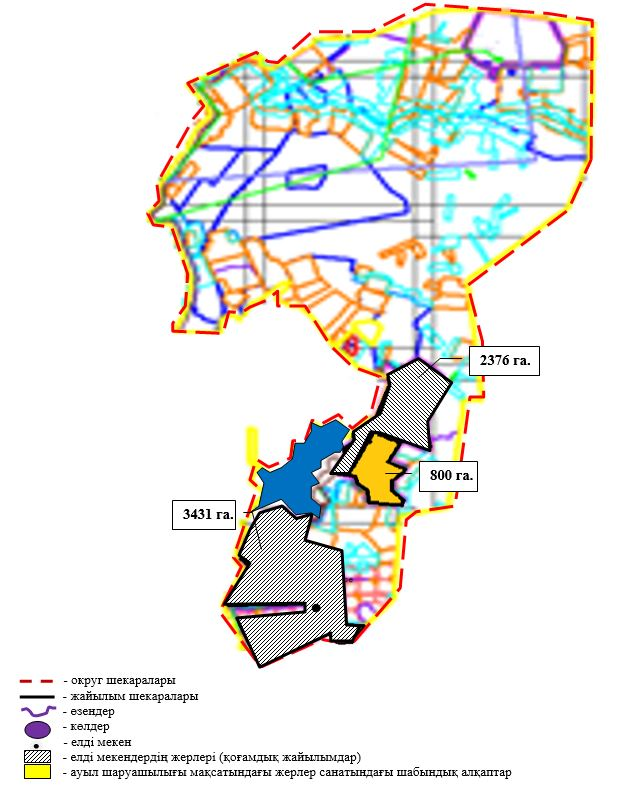 2376 га.
800 га.
3431 га.
- округ шекаралары
- жайылым шекаралары
- өзендер
- көлдер
- елді мекен
- елді мекендердің жерлері (қоғамдық жайылымдар)
- ауыл шаруашылығы мақсатындағы жерлер санатындағы шабындық алқаптар